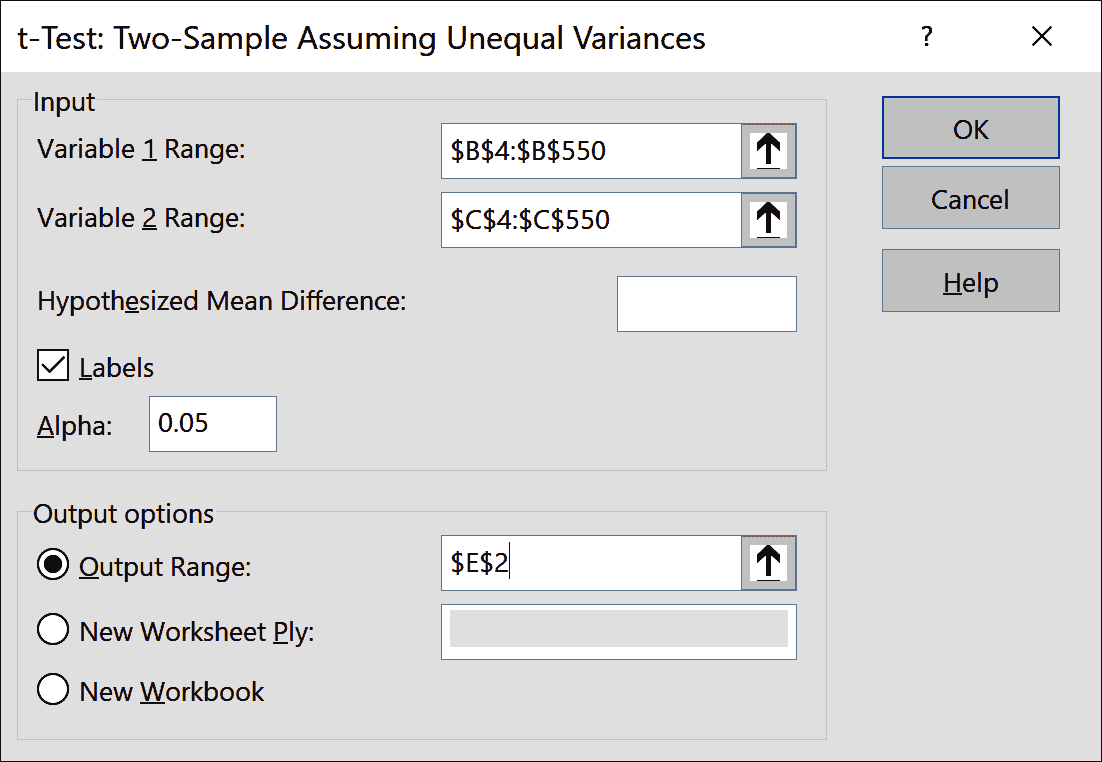 t-Test: Two-Sample Assuming Unequal Variances ?
Input
Variable 1 Range: $B$4:$B$550
Variable 2 Range: $C$4:$C$550
Hypothesized Mean Difference:
Labels
Alpha: 0.05
OK
Cancel
Help
Output options
Output Range: $E$2
New Worksheet Ply:
New Workbook